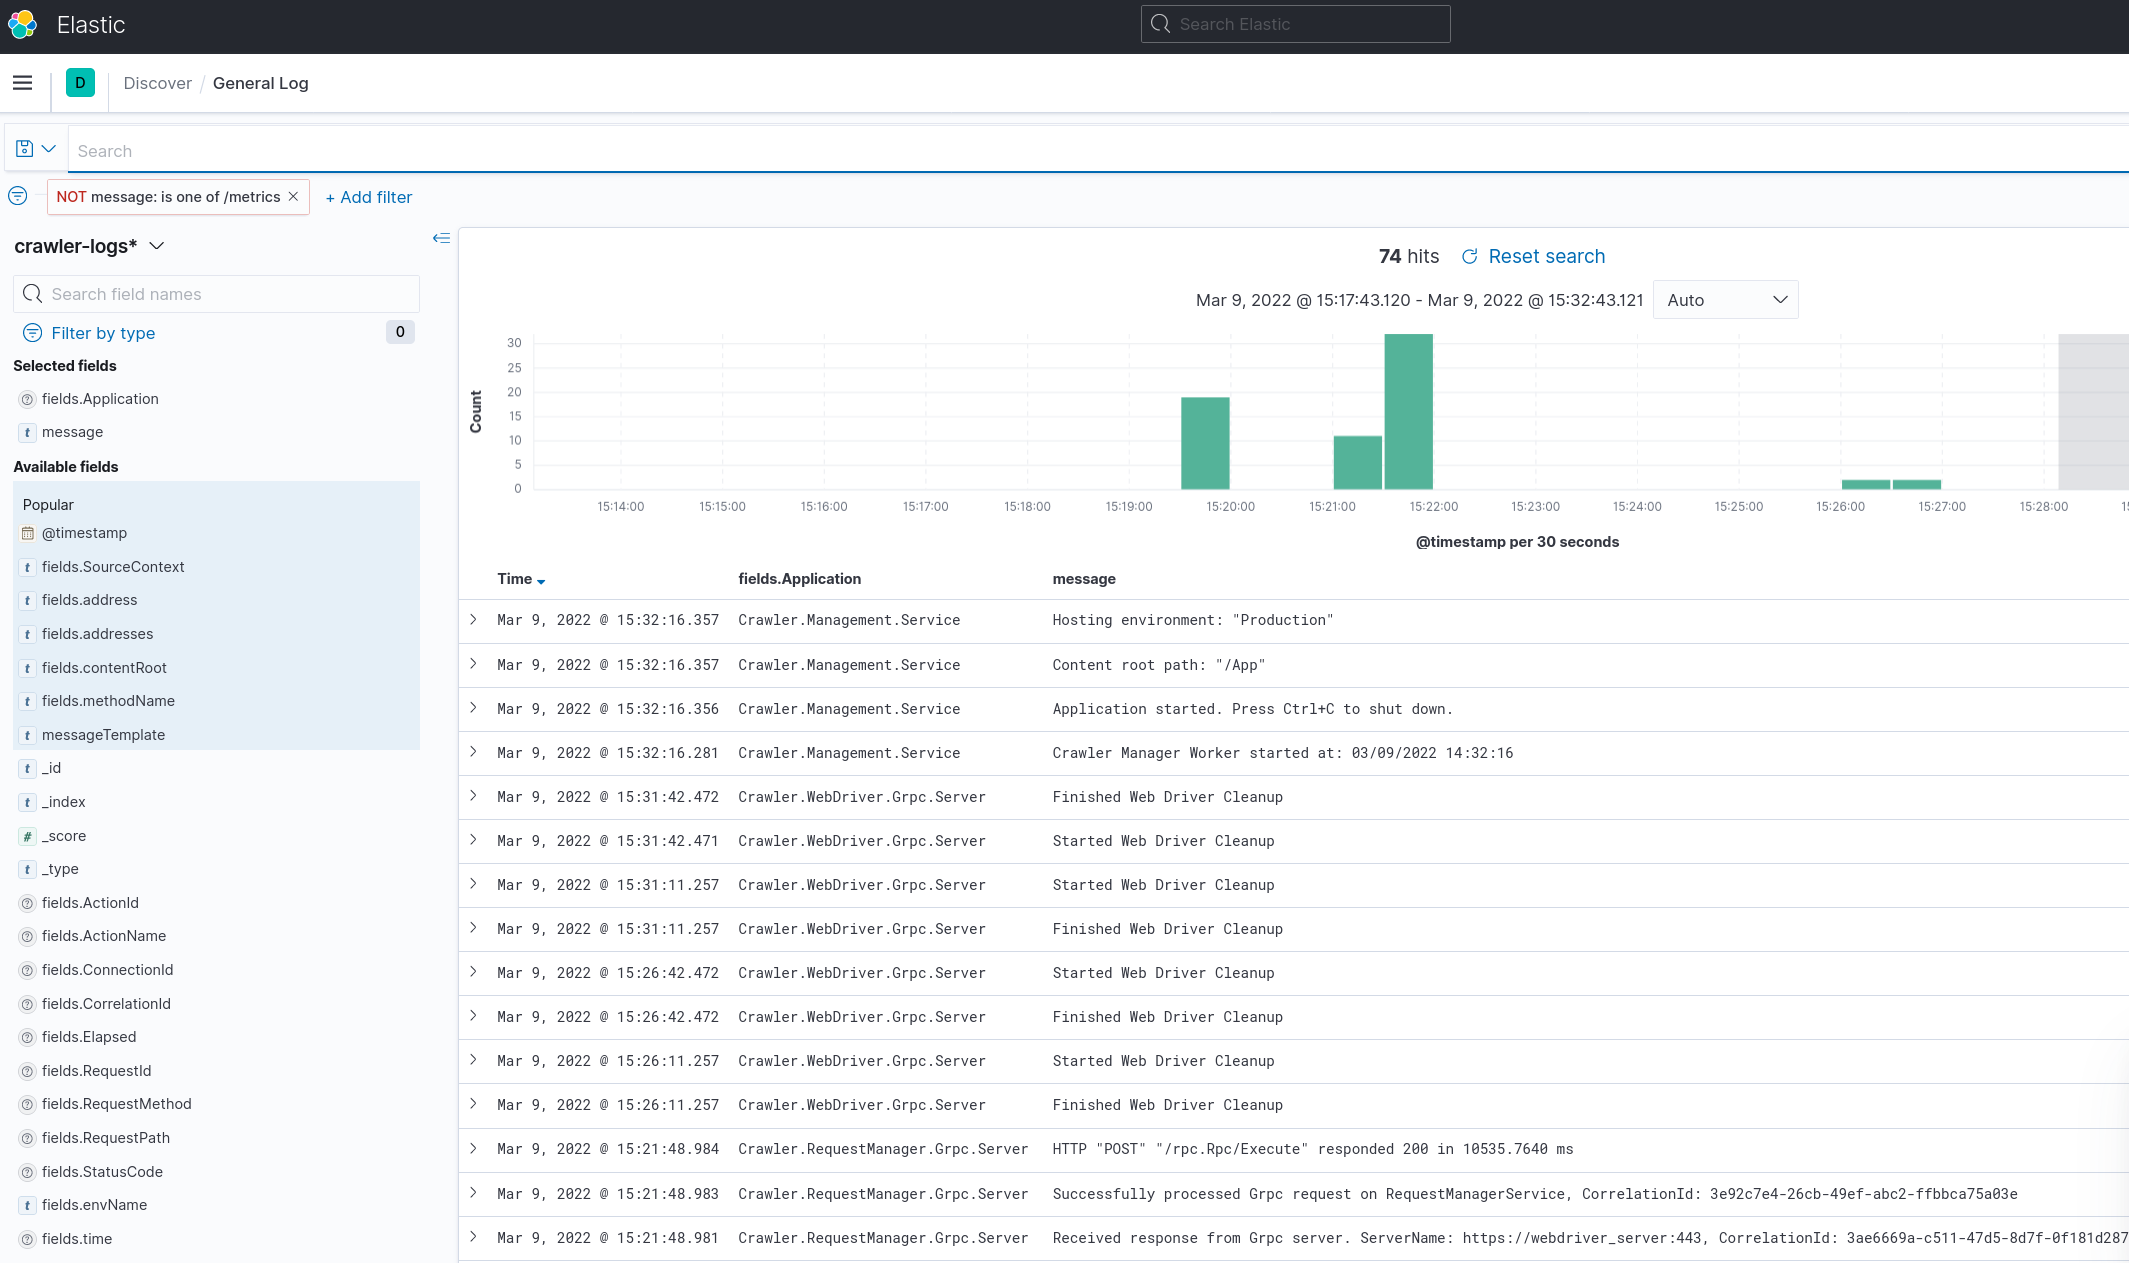 Elastic
Search Elastic
D
Discover / General Log
Search
NOT message: is one of /metrics
+ Add filter
crawler-logs*
Search field names
Filter by type 0
Selected fields
fields.Application
t message
Available fields
Popular
@timestamp
t fields.SourceContext
t fields.address
t fields.addresses
t fields.contentRoot
t fields.methodName
t messageTemplate
t _id
t _index
# _score
t _type
fields.ActionId
fields.ActionName
fields.ConnectionId
fields.CorrelationId
fields.Elapsed
fields.RequestId
fields.RequestMethod
fields.RequestPath
fields.StatusCode
t fields.envName
fields.time
74 hits Reset search
Mar 9, 2022 @ 15:17:43.120 - Mar 9, 2022 @ 15:32:43.121 Auto
Count
30
25
20
15
10
5
0
15:14:00 15:15:00 15:16:00 15:17:00 15:18:00 15:19:00 15:20:00 15:21:00 15:22:00 15:23:00 15:24:00 15:25:00 15:26:00 15:27:00 15:28:00
@timestamp per 30 seconds
Time fields.Application message
Mar 9, 2022 @ 15:32:16.357 Crawler.Management.Service Hosting environment: "Production"
Mar 9, 2022 @ 15:32:16.357 Crawler.Management.Service Content root path: "/App"
Mar 9, 2022 @ 15:32:16.356 Crawler.Management.Service Application started. Press Ctrl+C to shut down.
Mar 9, 2022 @ 15:32:16.281 Crawler.Management.Service Crawler Manager Worker started at: 03/09/2022 14:32:16
Mar 9, 2022 @ 15:31:42.472 Crawler.WebDriver.Grpc.Server Finished Web Driver Cleanup
Mar 9, 2022 @ 15:31:42.471 Crawler.WebDriver.Grpc.Server Started Web Driver Cleanup
Mar 9, 2022 @ 15:31:11.257 Crawler.WebDriver.Grpc.Server Started Web Driver Cleanup
Mar 9, 2022 @ 15:31:11.257 Crawler.WebDriver.Grpc.Server Finished Web Driver Cleanup
Mar 9, 2022 @ 15:26:42.472 Crawler.WebDriver.Grpc.Server Started Web Driver Cleanup
Mar 9, 2022 @ 15:26:42.472 Crawler.WebDriver.Grpc.Server Finished Web Driver Cleanup
Mar 9, 2022 @ 15:26:11.257 Crawler.WebDriver.Grpc.Server Started Web Driver Cleanup
Mar 9, 2022 @ 15:26:11.257 Crawler.WebDriver.Grpc.Server Finished Web Driver Cleanup
Mar 9, 2022 @ 15:21:48.984 Crawler.RequestManager.Grpc.Server HTTP "POST" "/rpc.Rpc/Execute" responded 200 in 10535.7640 ms
Mar 9, 2022 @ 15:21:48.983 Crawler.RequestManager.Grpc.Server Successfully processed Grpc request on RequestManagerService, CorrelationId: 3e92c7e4-26cb-49ef-abc2-ffbbca75a03e
Mar 9, 2022 @ 15:21:48.981 Crawler.RequestManager.Grpc.Server Received response from Grpc server. ServerName: https://webdriver_server:443, CorrelationId: 3ae6669a-c511-47d5-8d7f-0f181d287